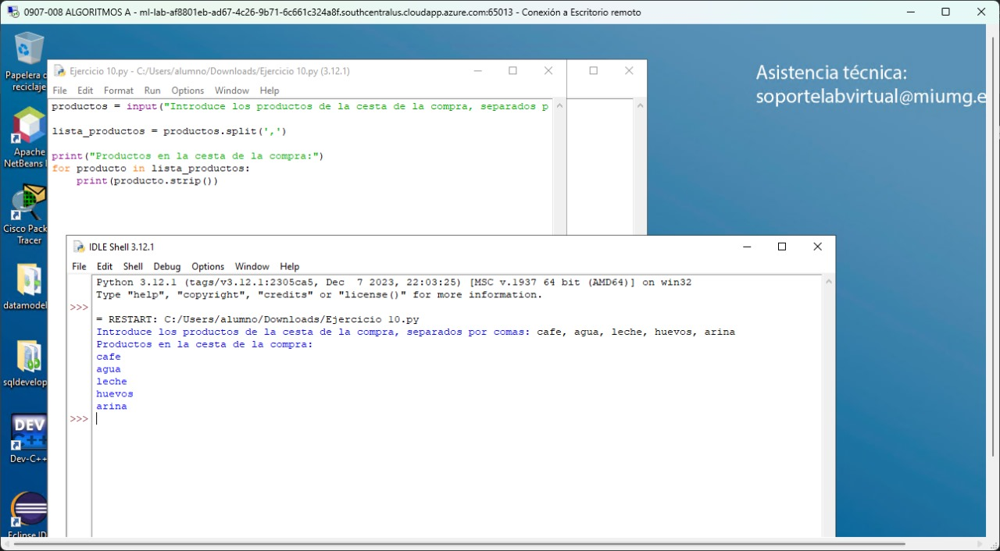 0907-008 ALGORITMOS A - ml-lab-af8801eb-ad67-4c26-9b71-6c661c324a8f.southcentralus.cloudapp.azure.com:65013 - Conexión a Escritorio remoto
Papelera
reciclaje
Apache
NetBeans
Cisco Pack
Tracer
datamodel
sqldevelop
DEV
C++
Dev-C++
Eclipse ID
Asistencia técnica:
soportelabvirtual@miumg.e
Ejercicio 10.py - C:/Users/alumno/Downloads/Ejercicio 10.py (3.12.1)
File Edit Format Run Options Window Help
productos = input("Introduce los productos de la cesta de la compra, separados p
lista_productos = productos.split(',')
print("Productos en la cesta de la compra:")
for producto in lista_productos:
    print(producto.strip())
IDLE Shell 3.12.1
File Edit Shell Debug Options Window Help
Python 3.12.1 (tags/v3.12.1:2305ca5, Dec  7 2023, 22:03:25) [MSC v.1937 64 bit (AMD64)] on win32
Type "help", "copyright", "credits" or "license()" for more information.
>>>
= RESTART: C:/Users/alumno/Downloads/Ejercicio 10.py
Introduce los productos de la cesta de la compra, separados por comas: cafe, agua, leche, huevos, arina
Productos en la cesta de la compra:
cafe
agua
leche
huevos
arina
>>>